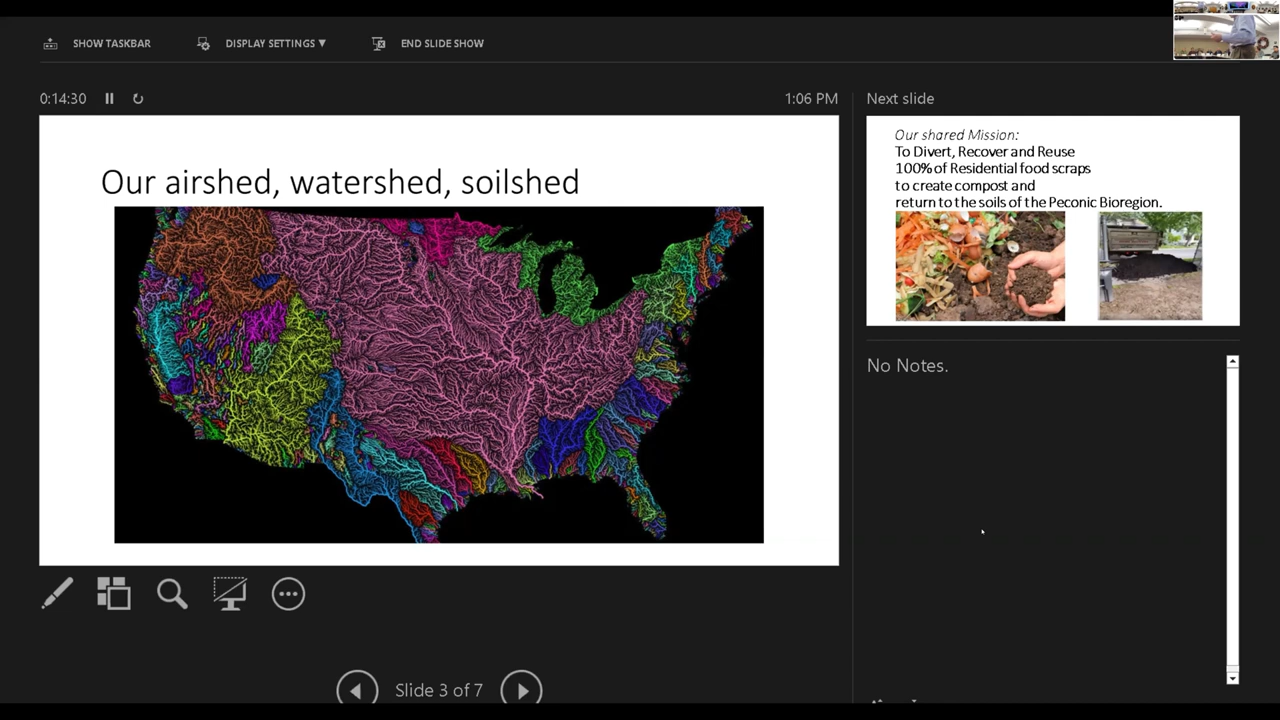 SHOW TASKBAR
DISPLAY SETTINGS ▼
END SLIDE SHOW
0:14:30
1:06 PM
Our airshed, watershed, soilshed
Slide 3 of 7
Next slide
Our shared Mission:
To Divert, Recover and Reuse
100% of Residential food scraps
to create compost and
return to the soils of the Peconic Bioregion.
No Notes.